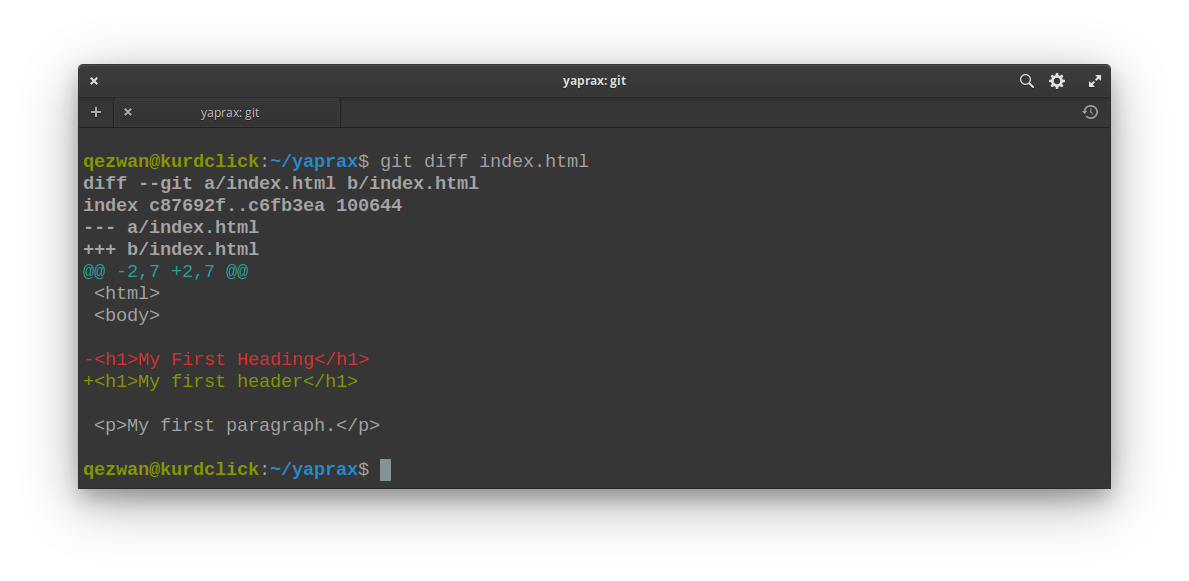 yaprax: git
yaprax: git
qezwan@kurdclick:~/yaprax$ git diff index.html
diff --git a/index.html b/index.html
index c87692f..c6fb3ea 100644
--- a/index.html
+++ b/index.html
@@ -2,7 +2,7 @@
 <html>
 <body>
-<h1>My First Heading</h1>
+<h1>My first header</h1>
 <p>My first paragraph.</p>
qezwan@kurdclick:~/yaprax$